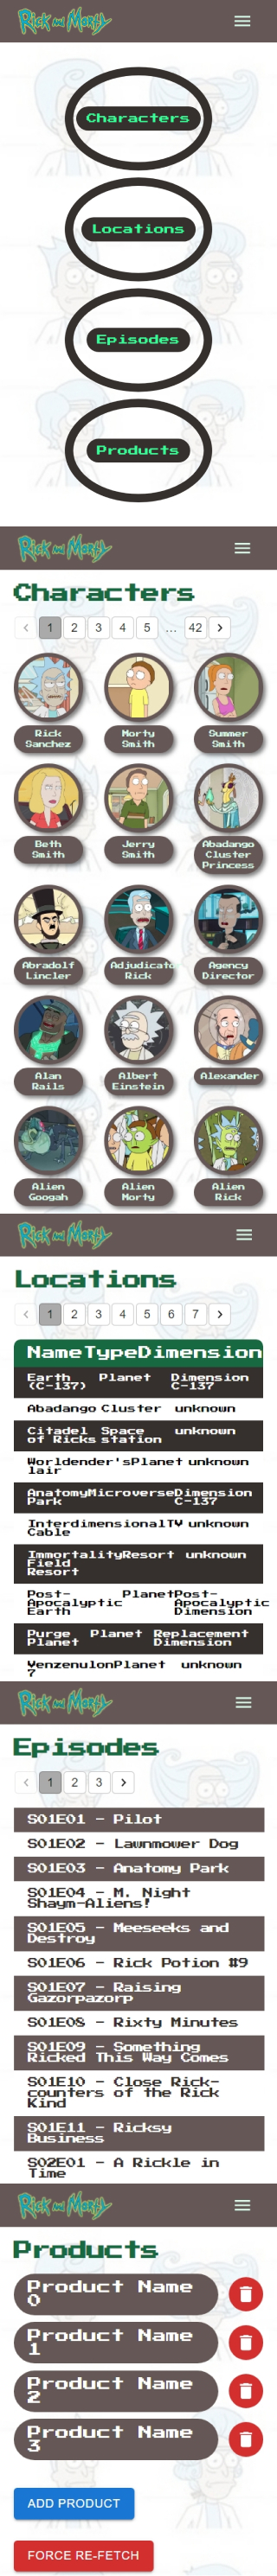 Rick and Morty
Characters
Locations
Episodes
Products
Rick and Morty
Characters
1 2 3 4 5 ... 42
Rick Morty Summer
Sanchez Smith Smith
Beth Jerry Abadango
Smith Smith Cluster
Princess
Abradolf Adjudicator Agency
Lincler Rick Director
Alan Albert Alexander
Rails Einstein
Alien Alien Alien
Googah Morty Rick
Rick and Morty
Locations
1 2 3 4 5 6 7
Name Type Dimension
Earth Planet Dimension
(C-137) C-137
Abadango Cluster unknown
Citadel Space unknown
of Ricks station
Worldender's Planet unknown
lair
Anatomy Microverse Dimension
Park C-137
Interdimensional TV unknown
Cable
Immortality Resort unknown
Field
Resort
Post- Planet Post-
Apocalyptic Apocalyptic
Earth Dimension
Purge Planet Replacement
Planet Dimension
Venzenulon Planet unknown
7
Rick and Morty
Episodes
1 2 3
S01E01 - Pilot
S01E02 - Lawnmower Dog
S01E03 - Anatomy Park
S01E04 - M. Night
Shaym-Aliens!
S01E05 - Meeseeks and
Destroy
S01E06 - Rick Potion #9
S01E07 - Raising
Gazorpazorp
S01E08 - Rixty Minutes
S01E09 - Something
Ricked This Way Comes
S01E10 - Close Rick-
counters of the Rick
Kind
S01E11 - Ricksy
Business
S02E01 - A Rickle in
Time
Rick and Morty
Products
Product Name
0
Product Name
1
Product Name
2
Product Name
3
ADD PRODUCT
FORCE RE-FETCH